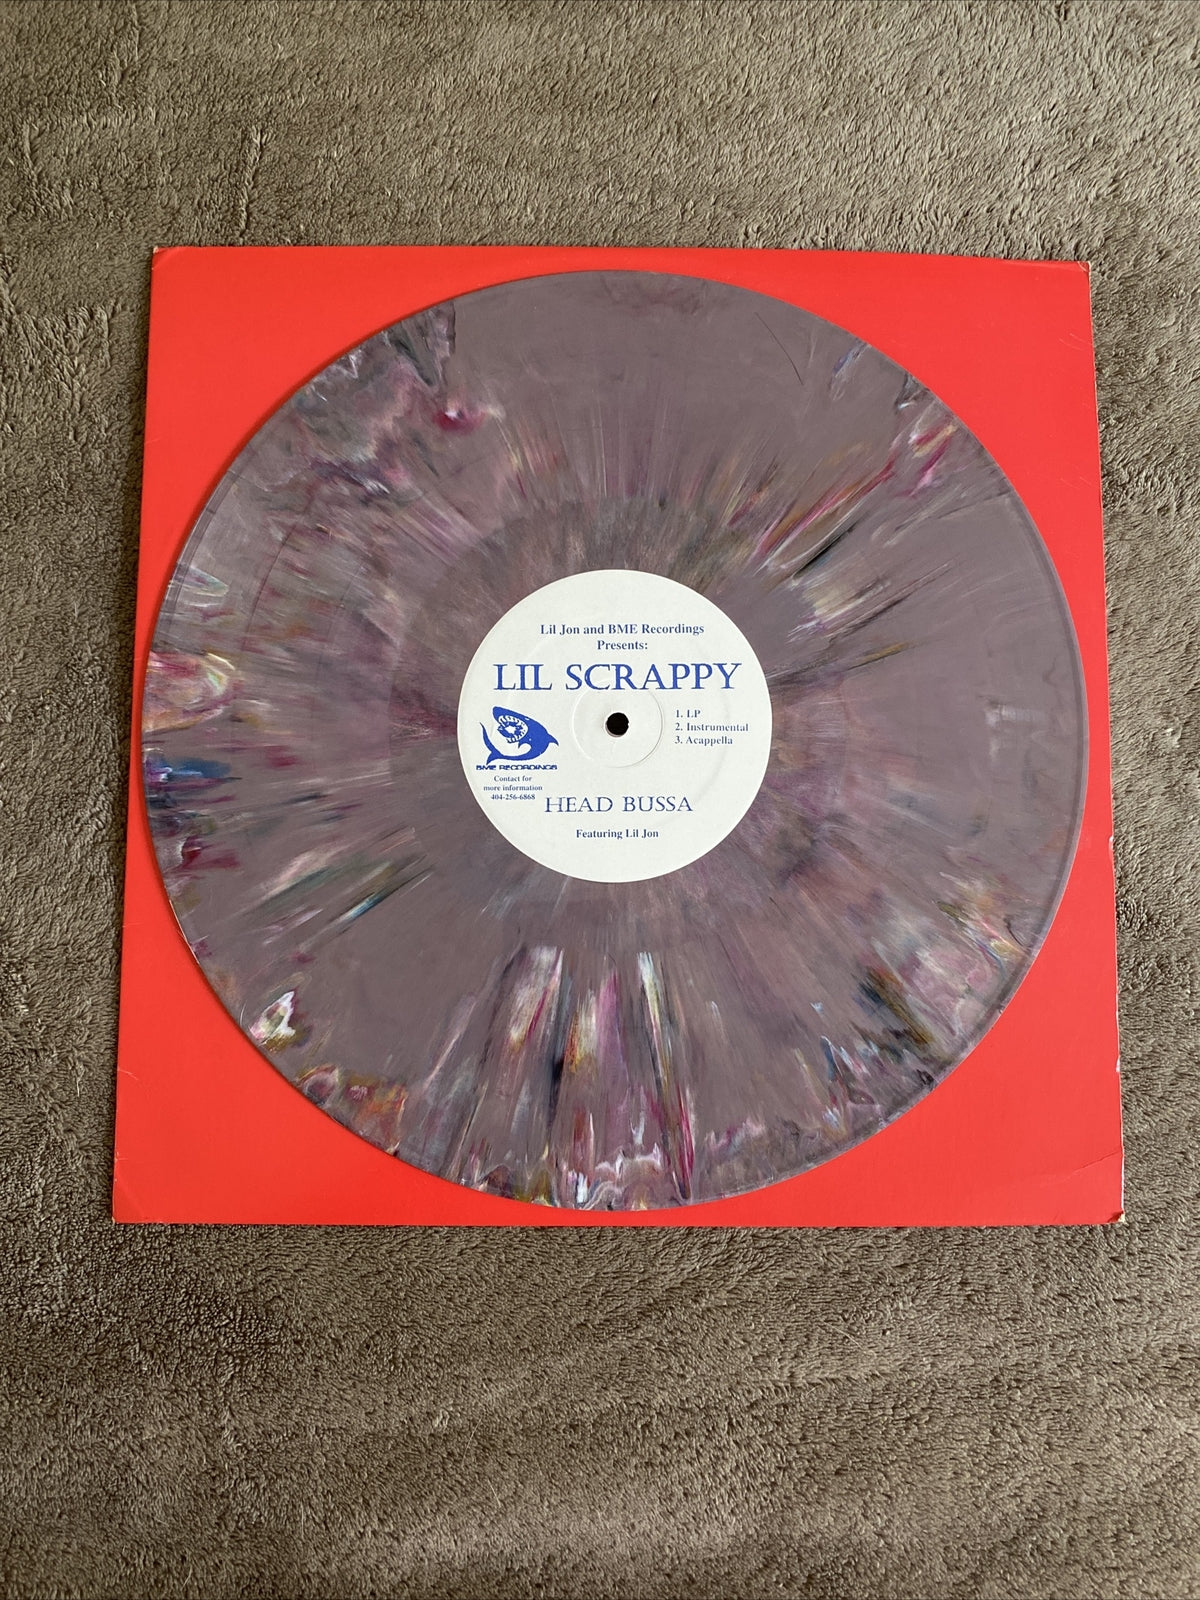 Lil Jon and BME Recordings
Presents:
LIL SCRAPPY
1. LP
2. Instrumental
3. Acappella
BME RECORDINGS
Contact for
more information
404-256-6868
HEAD BUSSA
Featuring Lil Jon